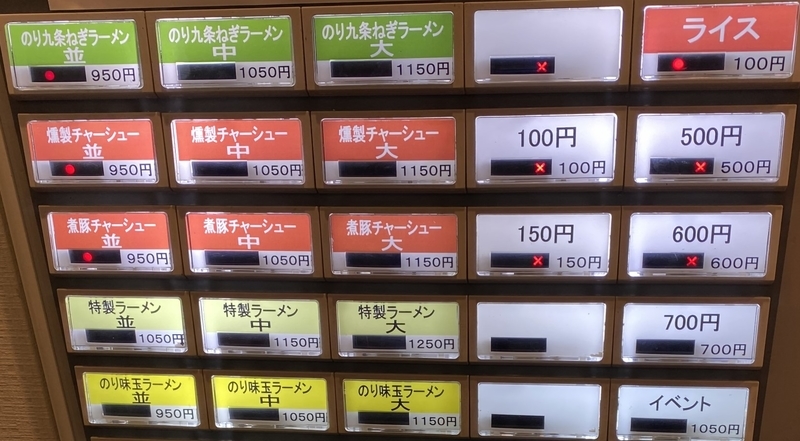 のり九条ねぎラーメン
並
950円
のり九条ねぎラーメン
中
1050円
のり九条ねぎラーメン
大
1150円
×
ライス
100円
燻製チャーシュー
並
950円
燻製チャーシュー
中
1050円
燻製チャーシュー
大
1150円
100円
× 100円
500円
× 500円
煮豚チャーシュー
並
950円
煮豚チャーシュー
中
1050円
煮豚チャーシュー
大
1150円
150円
× 150円
600円
× 600円
特製ラーメン
並
1050円
特製ラーメン
中
1150円
特製ラーメン
大
1250円
700円
700円
のり味玉ラーメン
並
950円
のり味玉ラーメン
中
1050円
のり味玉ラーメン
大
1150円
イベント
1050円